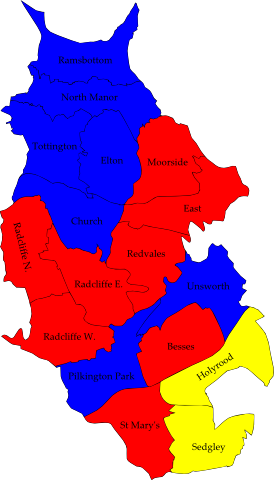 Ramsbottom
North Manor
Tottington
Elton
Moorside
East
Church
Radcliffe N.
Redvales
Radcliffe E.
Unsworth
Radcliffe W.
Besses
Holyrood
Pilkington Park
St Mary's
Sedgley